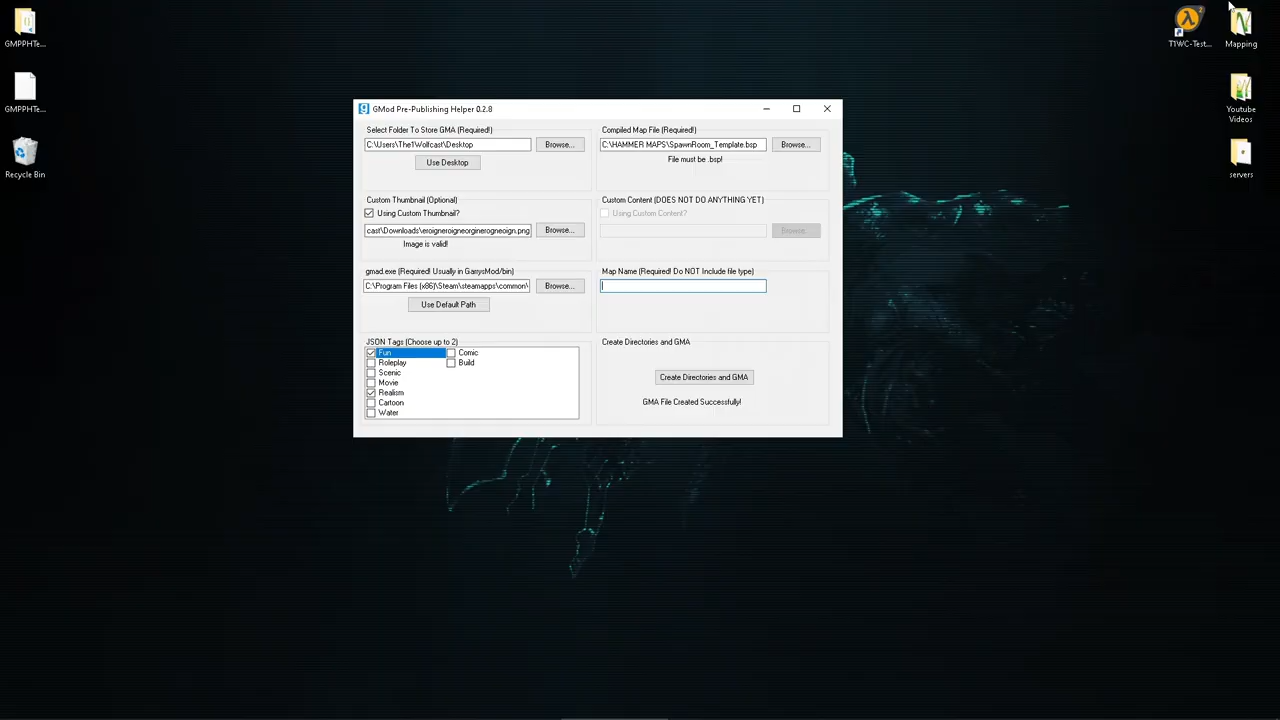 GMPPHTe...
GMPPHTe...
Recycle Bin
T1WC-Test...
Mapping
Youtube
Videos
servers
GMod Pre-Publishing Helper 0.2.8
Select Folder To Store GMA (Required!)
C:\Users\The1Wolfcast\Desktop
Browse...
Use Desktop
Compiled Map File (Required!)
C:\HAMMER MAPS\SpawnRoom_Template.bsp
Browse...
File must be .bsp!
Custom Thumbnail (Optional)
Using Custom Thumbnail?
cast\Downloads\eroigneroigneorginerogneoign.png
Browse...
Image is valid!
Custom Content (DOES NOT DO ANYTHING YET)
Using Custom Content?
Browse...
gmad.exe (Required! Usually in GarrysMod/bin)
C:\Program Files (x86)\Steam\steamapps\common\
Browse...
Use Default Path
Map Name (Required! Do NOT Include file type)
JSON Tags (Choose up to 2)
Fun
Roleplay
Scenic
Movie
Realism
Cartoon
Water
Comic
Build
Create Directories and GMA
Create Directories and GMA
GMA File Created Successfully!